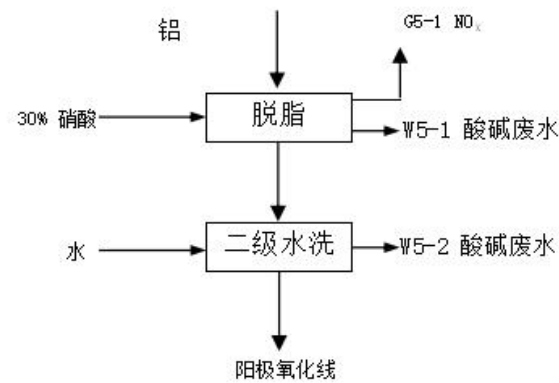 铝
G5-1 NOx
30% 硝酸
脱脂
W5-1 酸碱废水
水
二级水洗
W5-2 酸碱废水
阳极氧化线